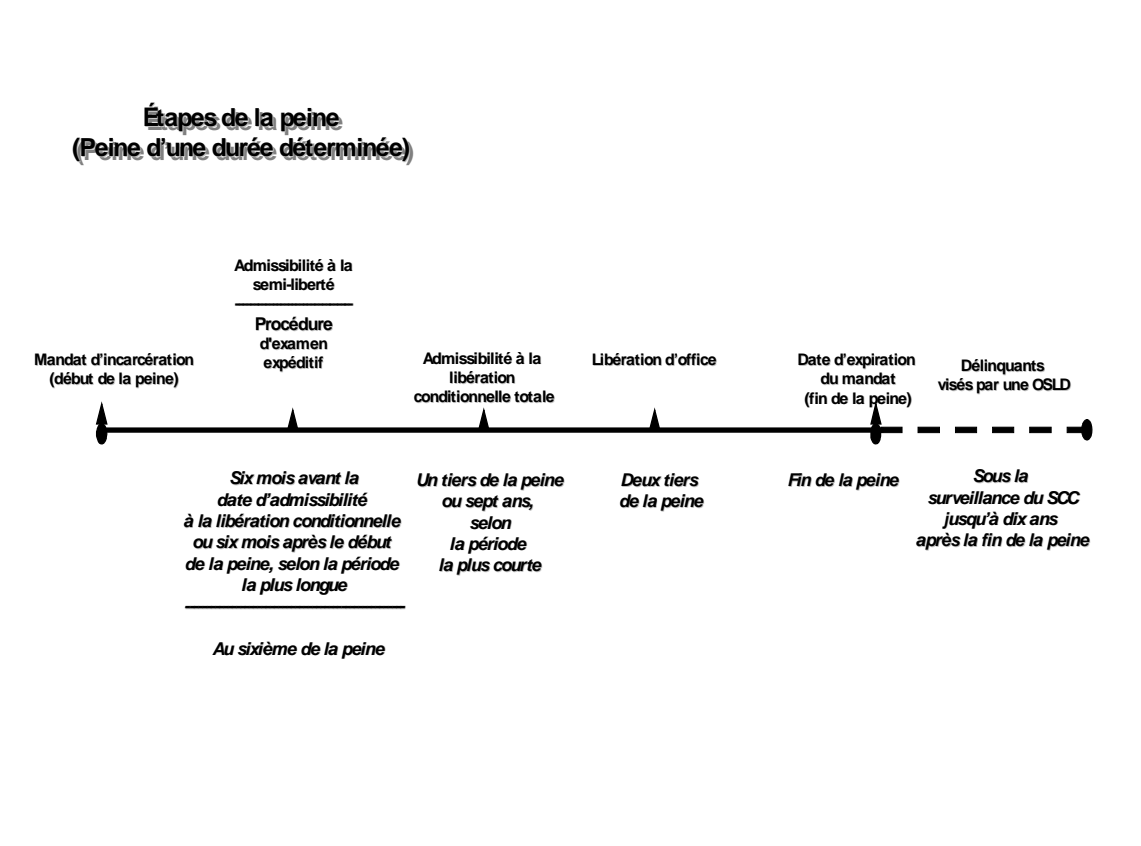 Étapes de la peine
(Peine d’une durée déterminée)
Admissibilité à la
semi-liberté
Procédure
d'examen
expéditif
Mandat d’incarcération
(début de la peine)
Admissibilité à la
libération
conditionnelle totale
Libération d’office
Date d’expiration
du mandat
(fin de la peine)
Délinquants
visés par une OSLD
Six mois avant la
date d’admissibilité
à la libération conditionnelle
ou six mois après le début
de la peine, selon la période
la plus longue
Au sixième de la peine
Un tiers de la peine
ou sept ans,
selon
la période
la plus courte
Deux tiers
de la peine
Fin de la peine
Sous la
surveillance du SCC
jusqu’à dix ans
après la fin de la peine